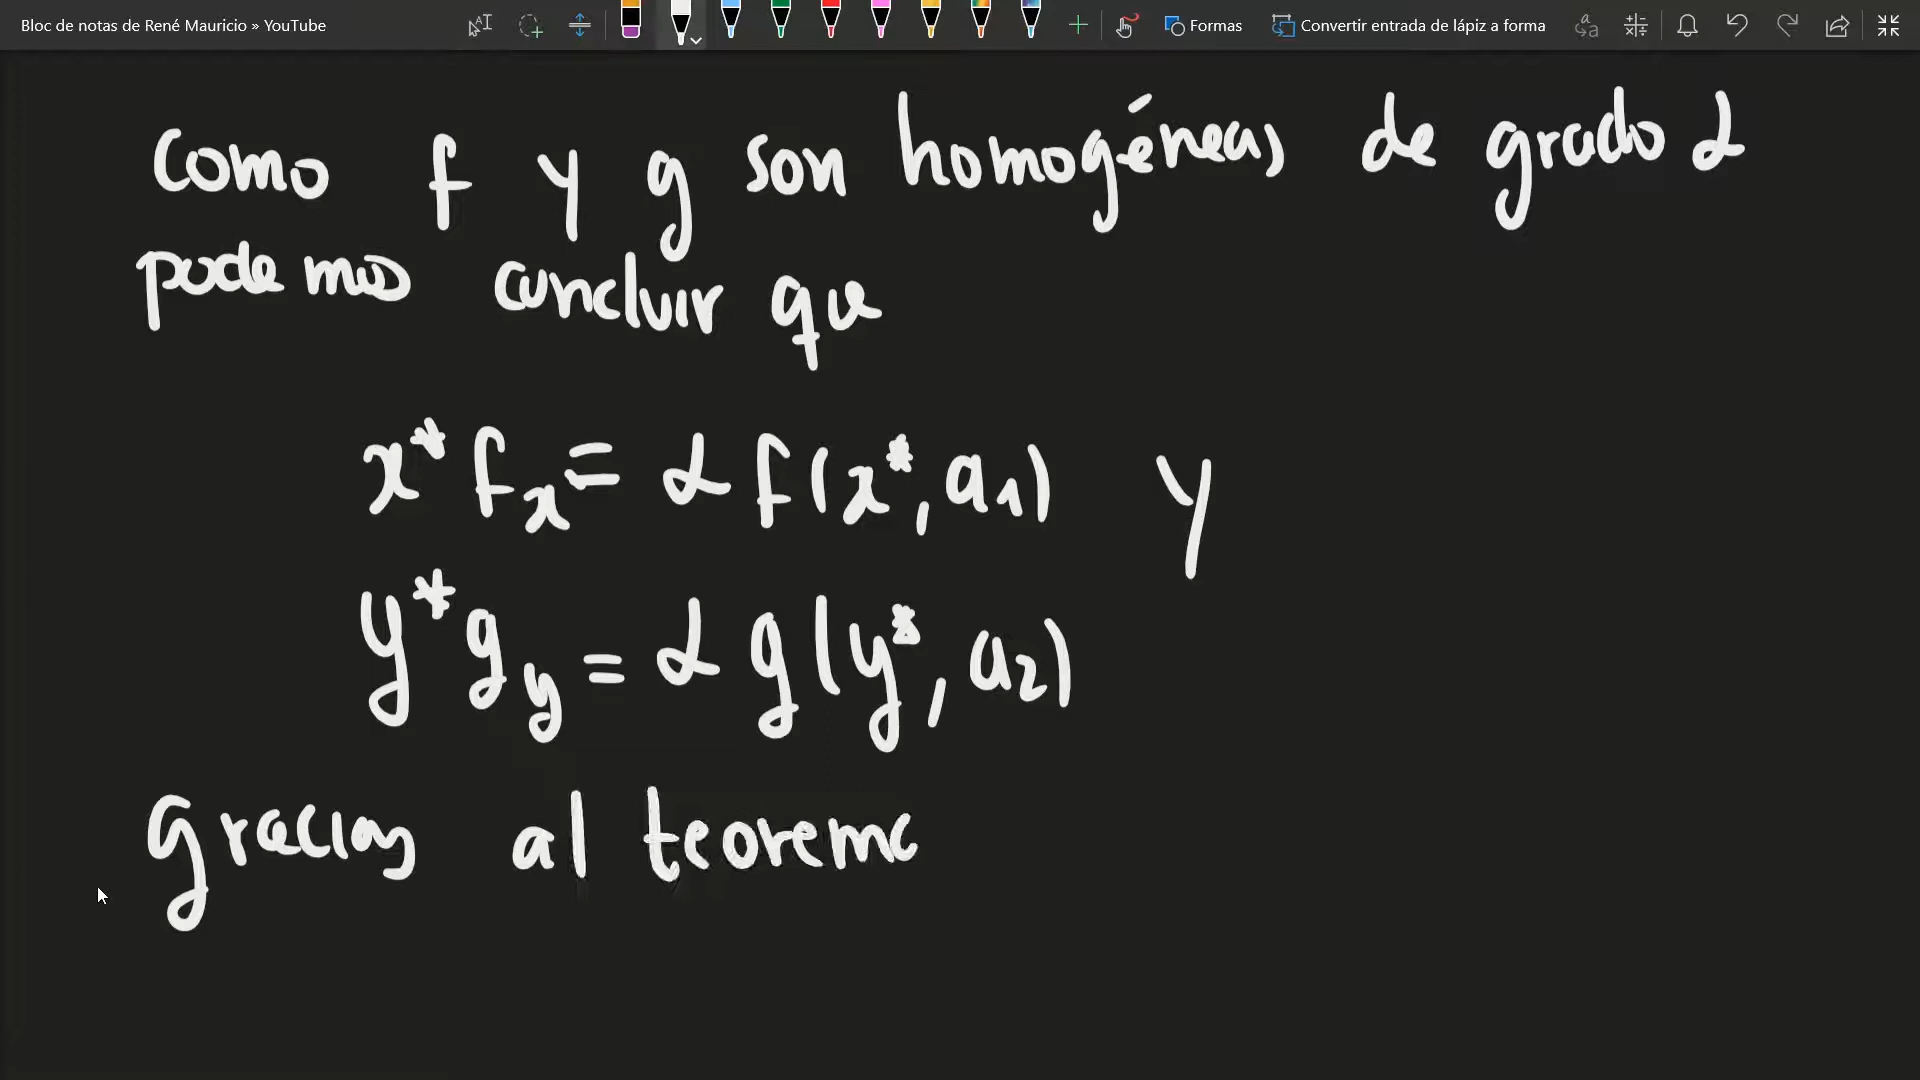 Bloc de notas de René Mauricio » YouTube
Formas
Convertir entrada de lápiz a forma
Como f y g son homogéneas de grado α
podemos concluir que
x* fₓ = α f(x*, a₁) y
y* g_y = α g(y*, a₂)
gracias al teorema